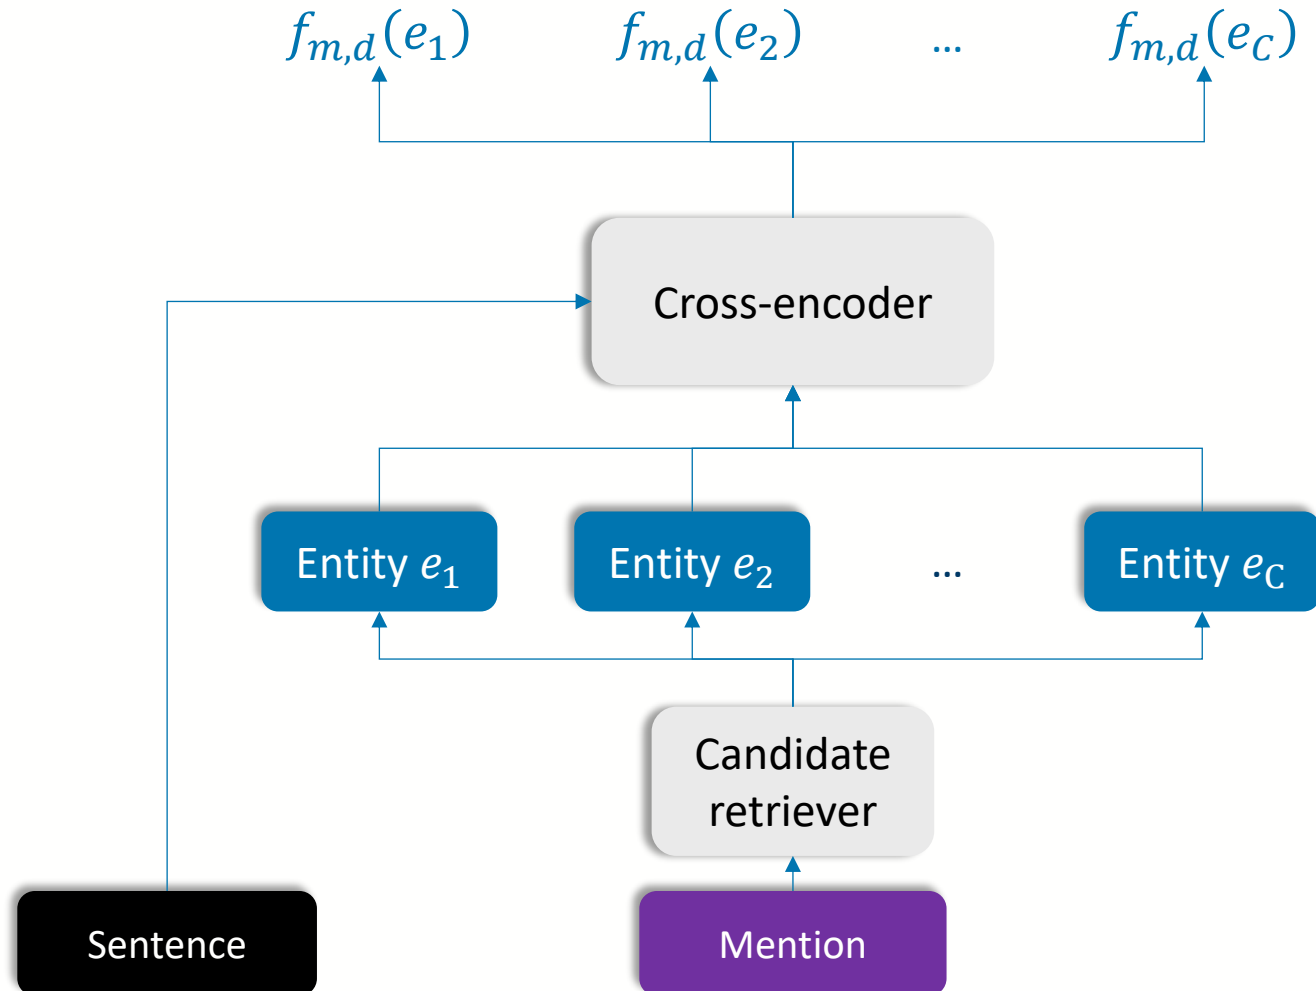 f_{m,d}(e_1) f_{m,d}(e_2) ... f_{m,d}(e_C)
Cross-encoder
Entity e_1 Entity e_2 ... Entity e_C
Candidate
retriever
Sentence Mention